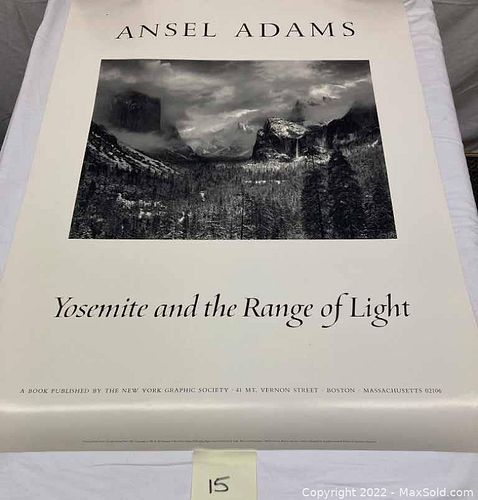 ANSEL ADAMS
Yosemite and the Range of Light
A BOOK PUBLISHED BY THE NEW YORK GRAPHIC SOCIETY · 41 MT. VERNON STREET · BOSTON · MASSACHUSETTS 02106
15
Copyright 2022 - MaxSold.com